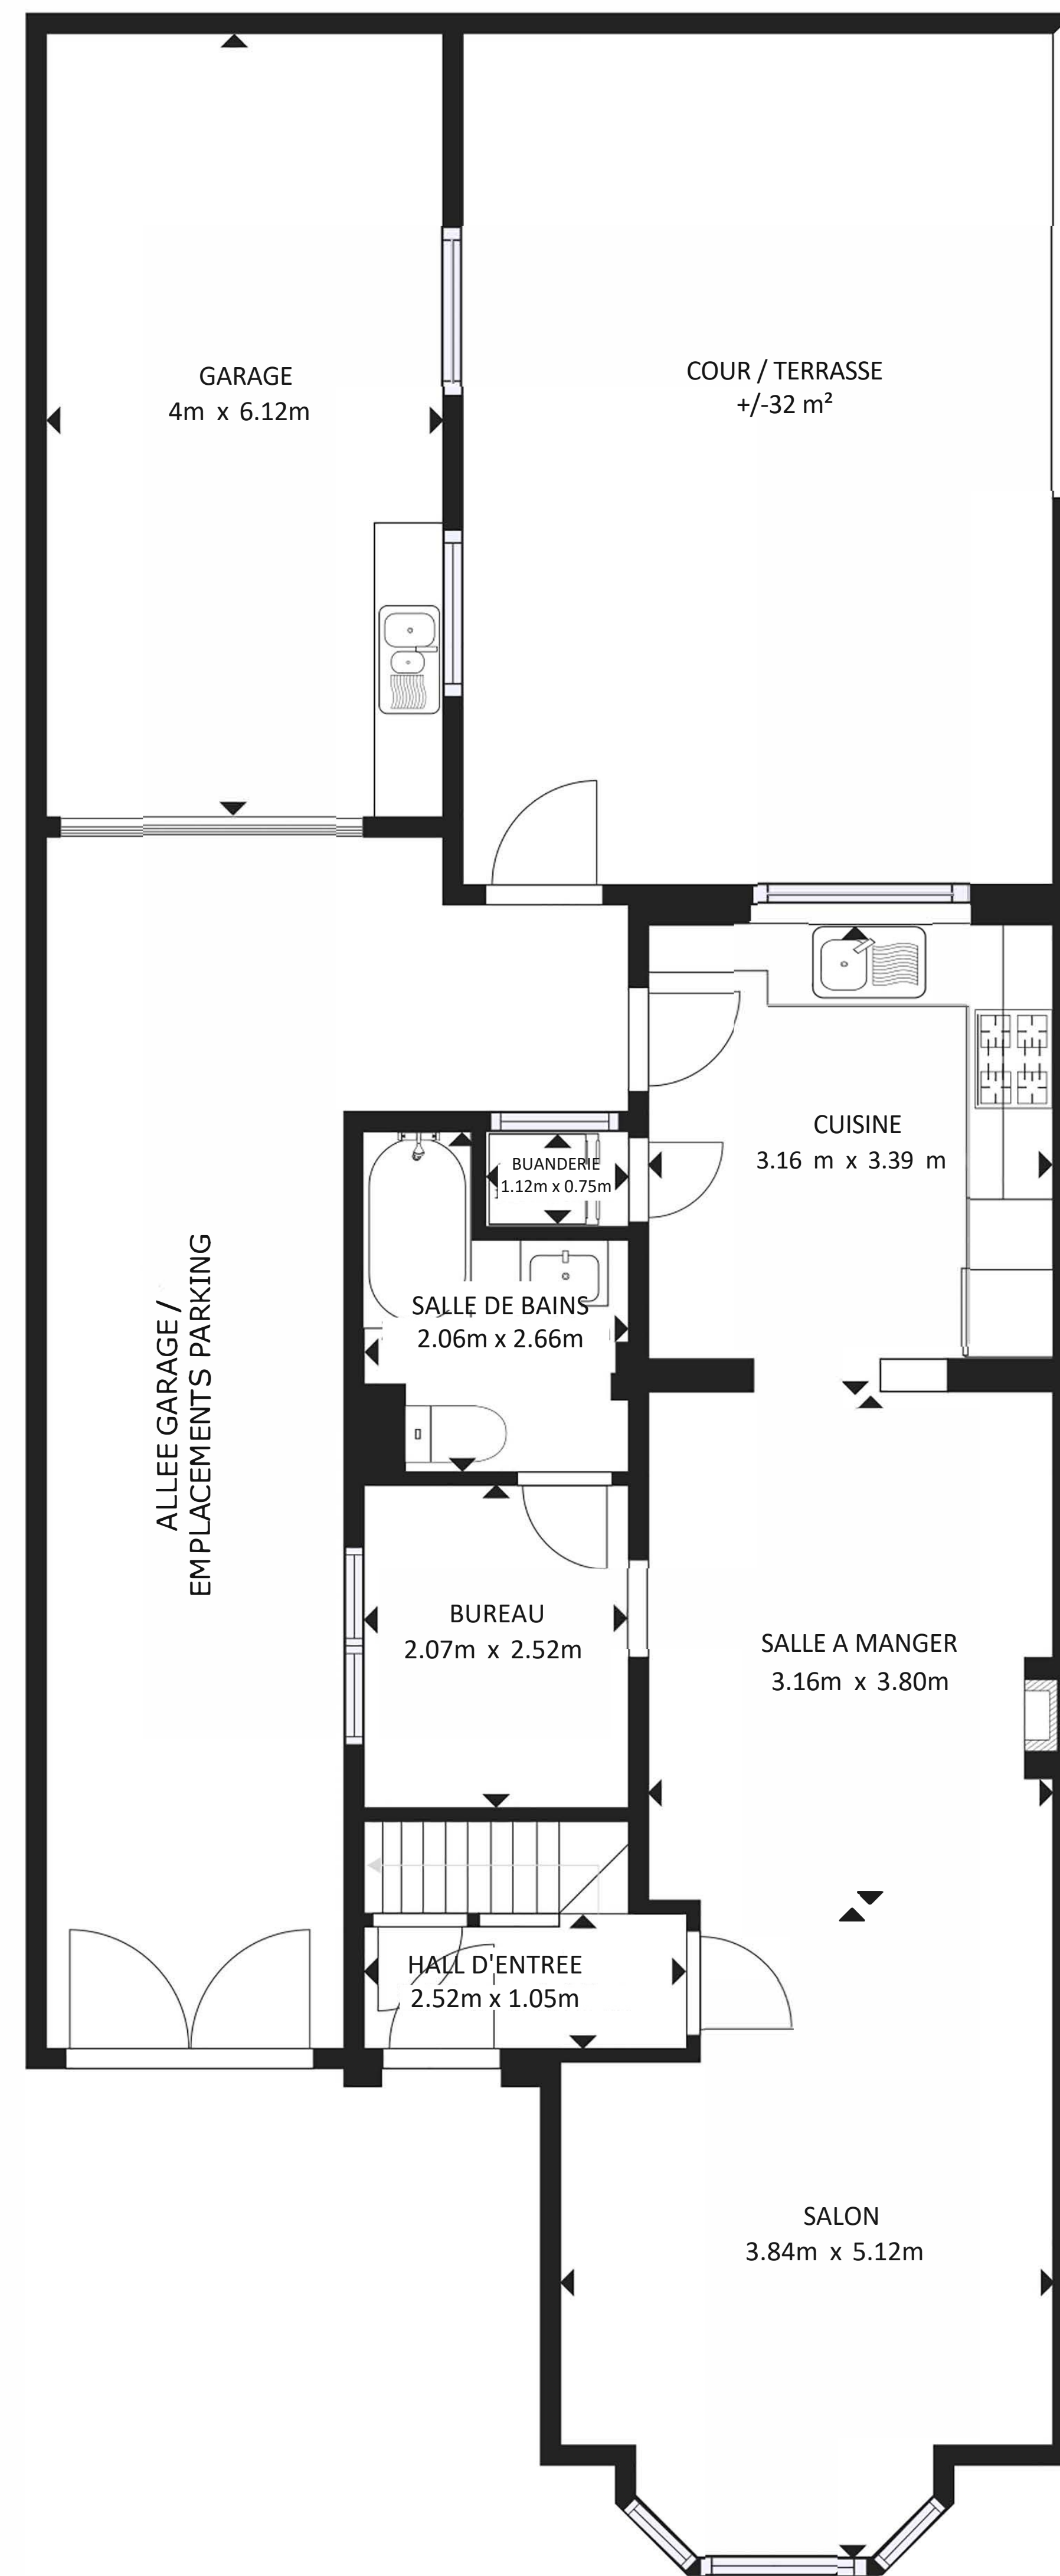 GARAGE
4m x 6.12m
COUR / TERRASSE
+/-32 m²
CUISINE
3.16 m x 3.39 m
BUANDERIE
1.12m x 0.75m
SALLE DE BAINS
2.06m x 2.66m
ALLEE GARAGE /
EMPLACEMENTS PARKING
BUREAU
2.07m x 2.52m
SALLE A MANGER
3.16m x 3.80m
HALL D'ENTREE
2.52m x 1.05m
SALON
3.84m x 5.12m